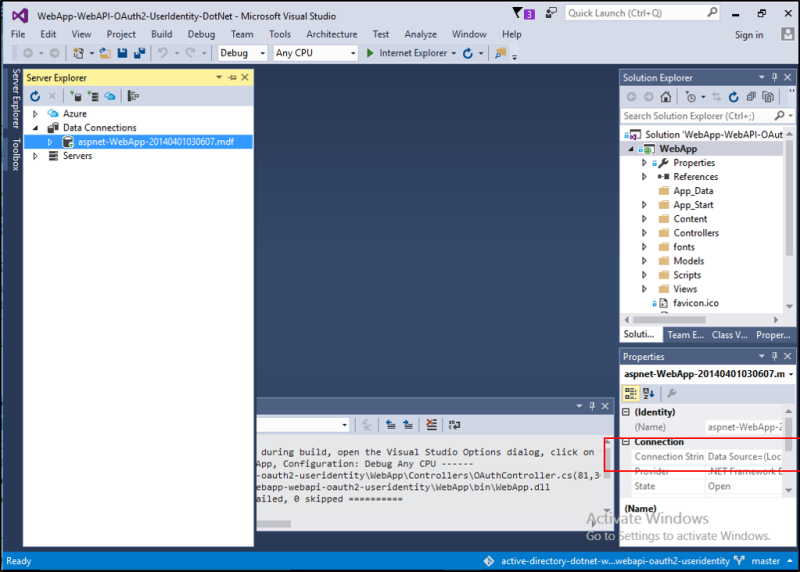 WebApp-WebAPI-OAuth2-UserIdentity-DotNet - Microsoft Visual Studio
3
Quick Launch (Ctrl+Q)
File Edit View Project Build Debug Team Tools Architecture Test Analyze Window Help
Sign in
Debug Any CPU Internet Explorer
Server Explorer
Toolbox
Server Explorer
Azure
Data Connections
aspnet-WebApp-20140401030607.mdf
Servers
Solution Explorer
Search Solution Explorer (Ctrl+;)
Solution 'WebApp-WebAPI-OAut
WebApp
Properties
References
App_Data
App_Start
Content
Controllers
fonts
Models
Scripts
Views
favicon.ico
Soluti... Team E... Class V... Proper...
Properties
aspnet-WebApp-20140401030607.m
(Identity)
(Name) aspnet-WebApp-2
Connection
Connection Strin Data Source=(Loc
Provider .NET Framework D
State Open
(Name)
during build, open the Visual Studio Options dialog, click on
App, Configuration: Debug Any CPU ------
-oauth2-useridentity\WebApp\Controllers\OAuthController.cs(81,3
ebapp-webapi-oauth2-useridentity\WebApp\bin\WebApp.dll
ailed, 0 skipped ==========
Activate Windows
Go to Settings to activate Windows.
Ready
active-directory-dotnet-w...webapi-oauth2-useridentity master